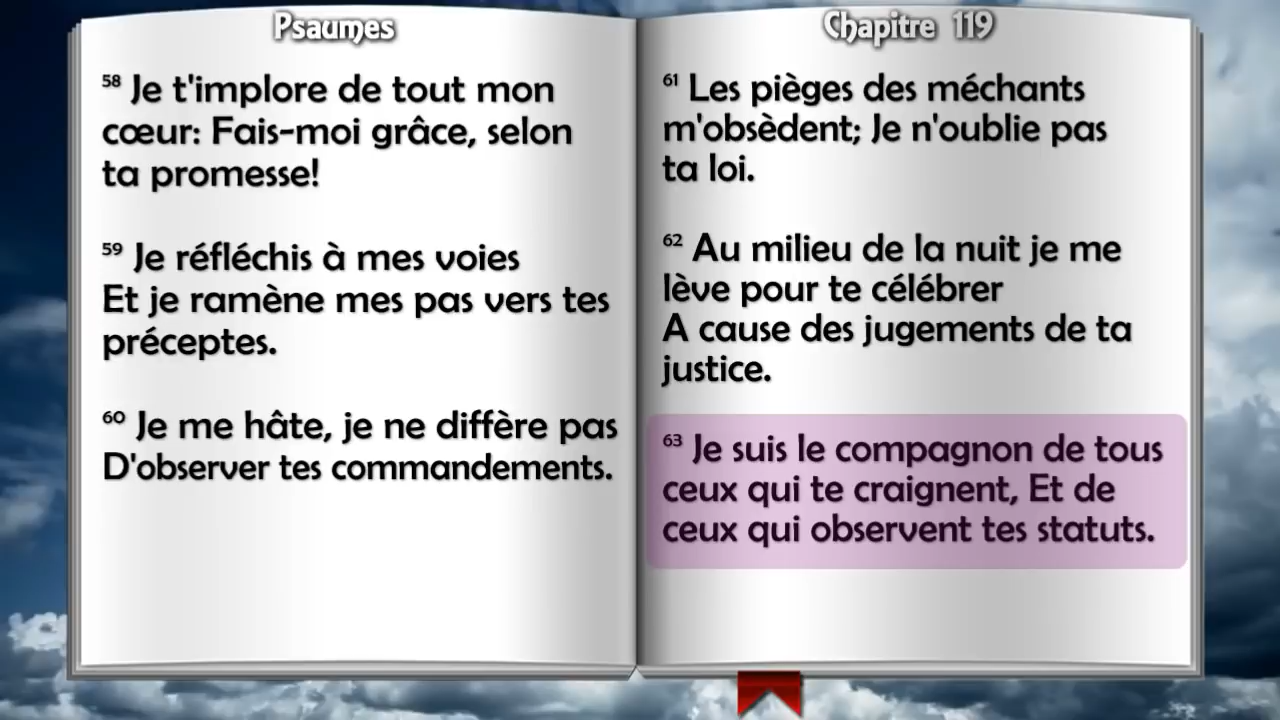 Psaumes
58 Je t'implore de tout mon
cœur: Fais-moi grâce, selon
ta promesse!
59 Je réfléchis à mes voies
Et je ramène mes pas vers tes
préceptes.
60 Je me hâte, je ne diffère pas
D'observer tes commandements.
Chapitre 119
61 Les pièges des méchants
m'obsèdent; Je n'oublie pas
ta loi.
62 Au milieu de la nuit je me
lève pour te célébrer
A cause des jugements de ta
justice.
63 Je suis le compagnon de tous
ceux qui te craignent, Et de
ceux qui observent tes statuts.